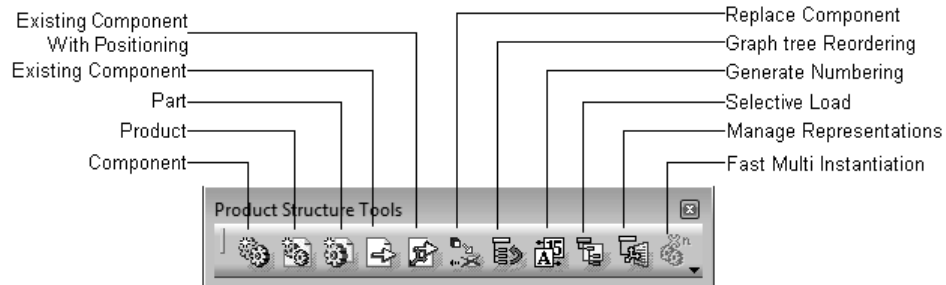 Existing Component
With Positioning
Existing Component
Part
Product
Component
Replace Component
Graph tree Reordering
Generate Numbering
Selective Load
Manage Representations
Fast Multi Instantiation
Product Structure Tools
15
A
n